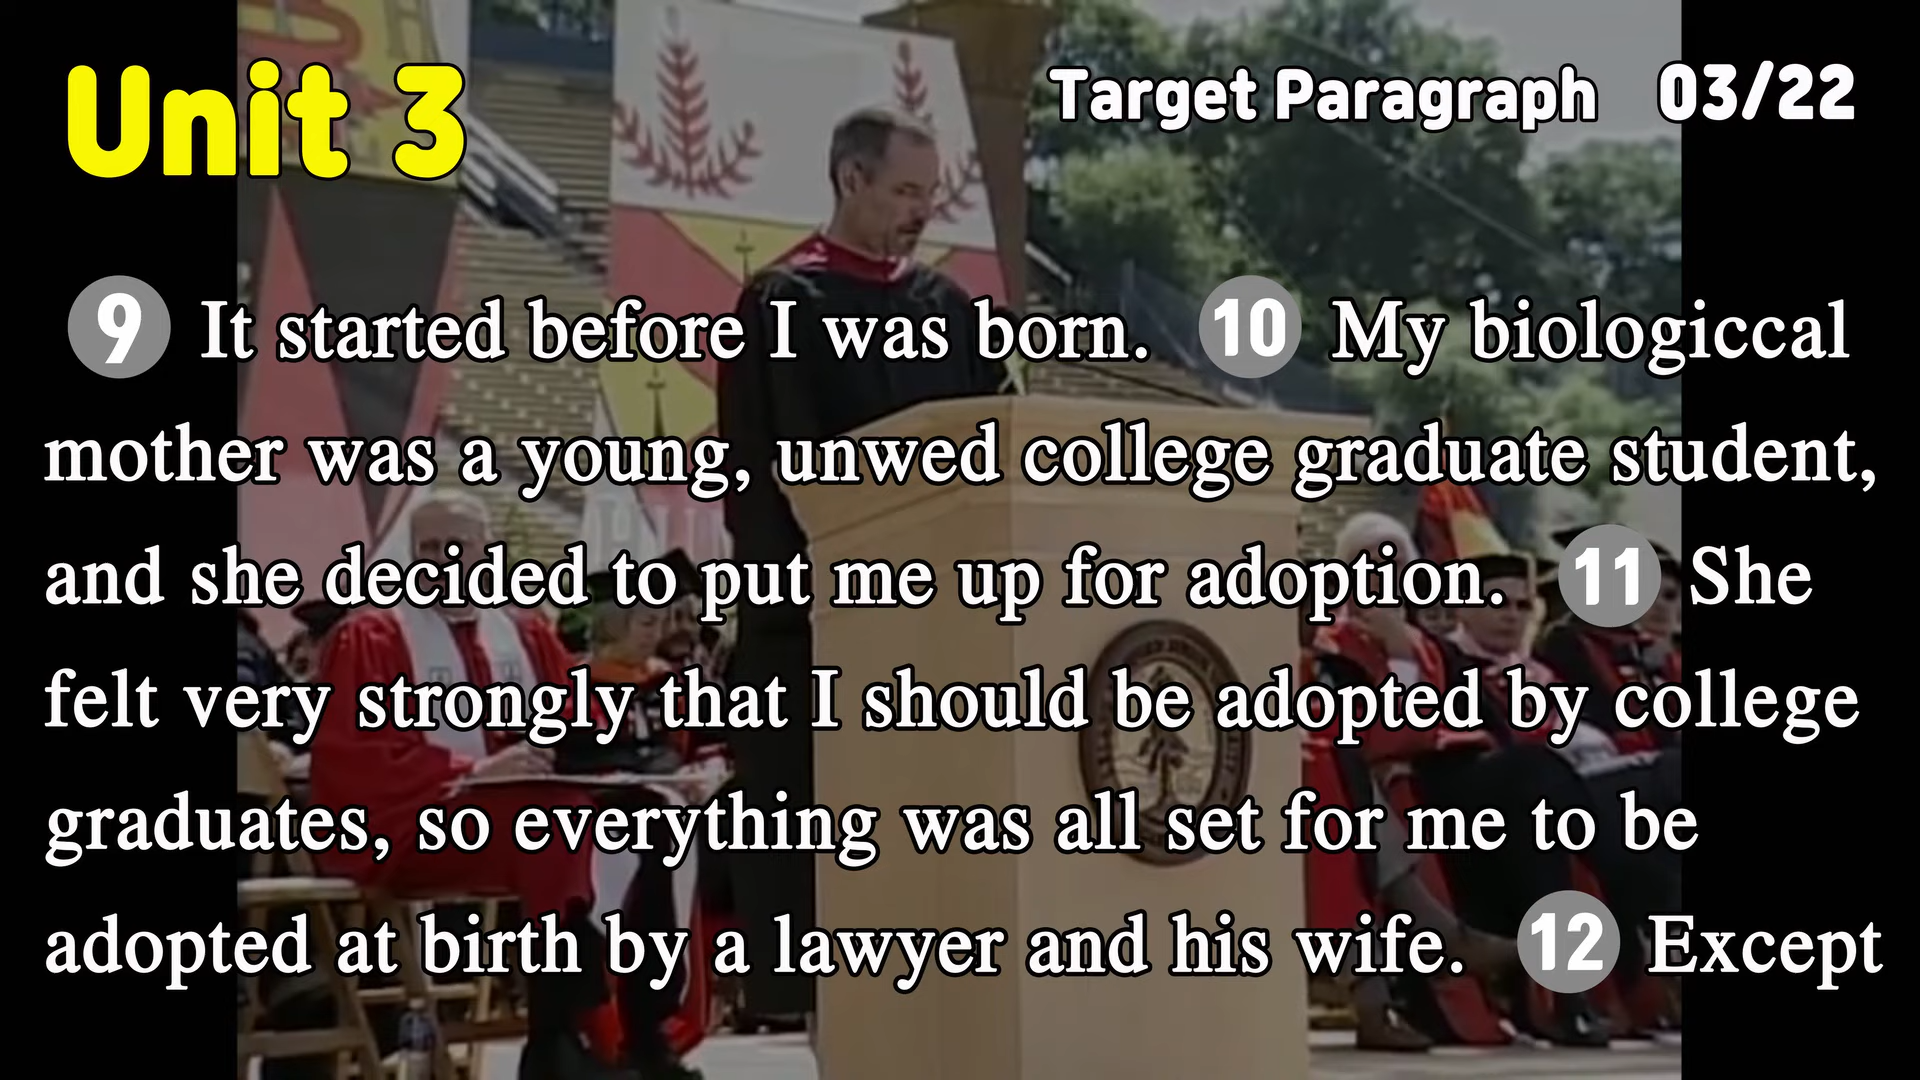 Unit 3
Target Paragraph 03/22
9 It started before I was born. 10 My biologiccal
mother was a young, unwed college graduate student,
and she decided to put me up for adoption. 11 She
felt very strongly that I should be adopted by college
graduates, so everything was all set for me to be
adopted at birth by a lawyer and his wife. 12 Except